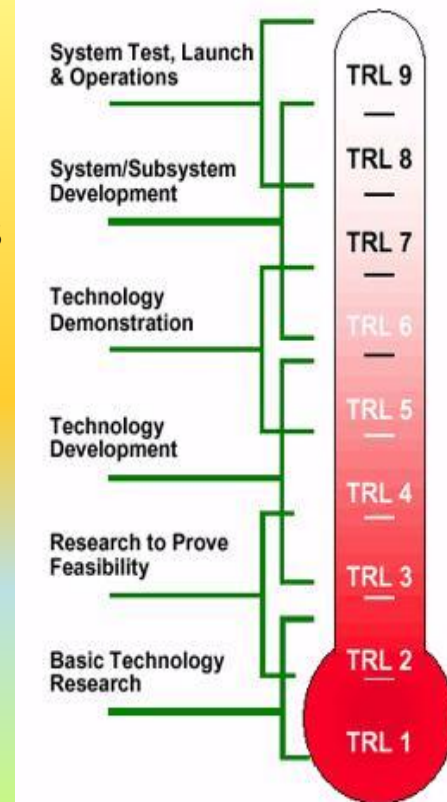 System Test, Launch
& Operations
System/Subsystem
Development
Technology
Demonstration
Technology
Development
Research to Prove
Feasibility
Basic Technology
Research
TRL 9
TRL 8
TRL 7
TRL 6
TRL 5
TRL 4
TRL 3
TRL 2
TRL 1